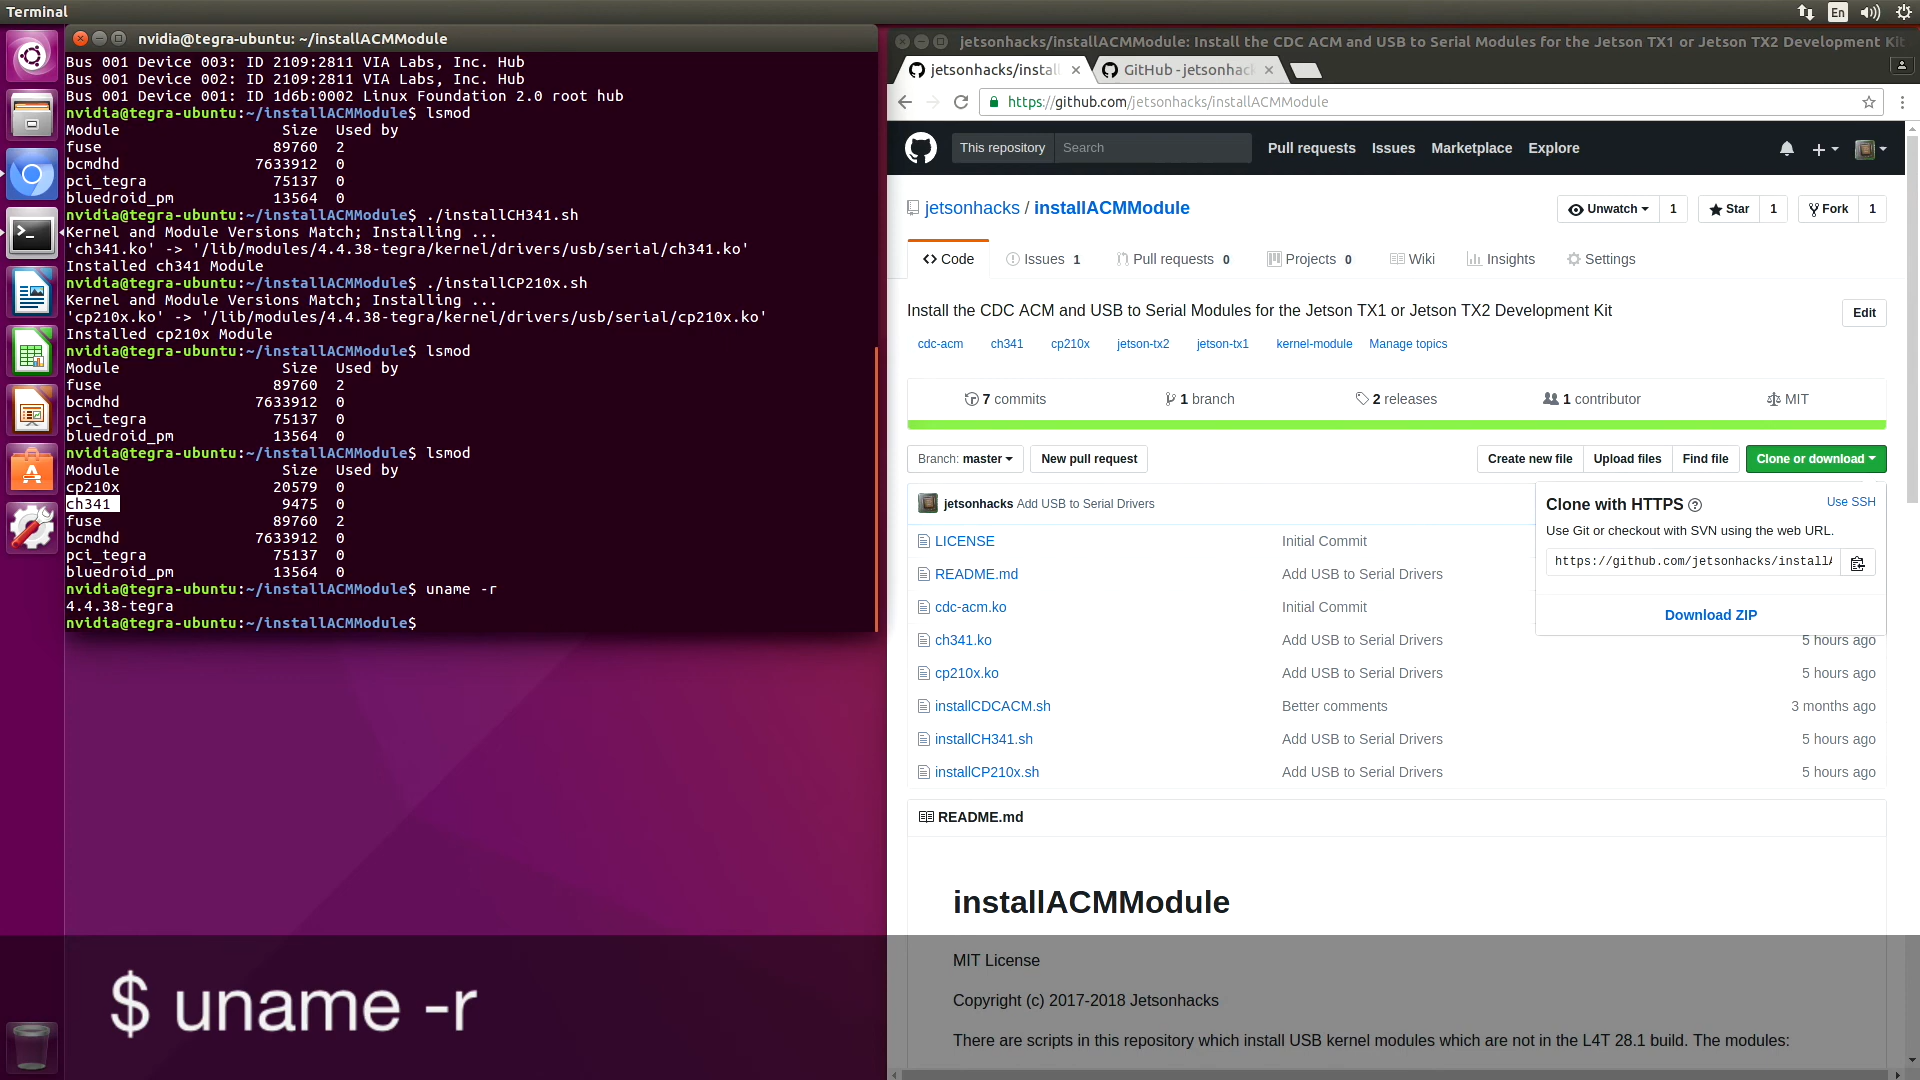 Terminal
En
nvidia@tegra-ubuntu: ~/installACMModule
Bus 001 Device 003: ID 2109:2811 VIA Labs, Inc. Hub
Bus 001 Device 002: ID 2109:2811 VIA Labs, Inc. Hub
Bus 001 Device 001: ID 1d6b:0002 Linux Foundation 2.0 root hub
nvidia@tegra-ubuntu:~/installACMModule$ lsmod
Module Size Used by
fuse 89760 2
bcmdhd 7633912 0
pci_tegra 75137 0
bluedroid_pm 13564 0
nvidia@tegra-ubuntu:~/installACMModule$ ./installCH341.sh
Kernel and Module Versions Match; Installing ...
'ch341.ko' -> '/lib/modules/4.4.38-tegra/kernel/drivers/usb/serial/ch341.ko'
Installed ch341 Module
nvidia@tegra-ubuntu:~/installACMModule$ ./installCP210x.sh
Kernel and Module Versions Match; Installing ...
'cp210x.ko' -> '/lib/modules/4.4.38-tegra/kernel/drivers/usb/serial/cp210x.ko'
Installed cp210x Module
nvidia@tegra-ubuntu:~/installACMModule$ lsmod
Module Size Used by
fuse 89760 2
bcmdhd 7633912 0
pci_tegra 75137 0
bluedroid_pm 13564 0
nvidia@tegra-ubuntu:~/installACMModule$ lsmod
Module Size Used by
cp210x 20579 0
ch341 9475 0
fuse 89760 2
bcmdhd 7633912 0
pci_tegra 75137 0
bluedroid_pm 13564 0
nvidia@tegra-ubuntu:~/installACMModule$ uname -r
4.4.38-tegra
nvidia@tegra-ubuntu:~/installACMModule$
$ uname -r
jetsonhacks/installACMModule: Install the CDC ACM and USB to Serial Modules for the Jetson TX1 or Jetson TX2 Development Kit
jetsonhacks/install GitHub - jetsonhack
https://github.com/jetsonhacks/installACMModule
This repository Search Pull requests Issues Marketplace Explore
jetsonhacks / installACMModule Unwatch 1 Star 1 Fork 1
Code Issues 1 Pull requests 0 Projects 0 Wiki Insights Settings
Install the CDC ACM and USB to Serial Modules for the Jetson TX1 or Jetson TX2 Development Kit Edit
cdc-acm ch341 cp210x jetson-tx2 jetson-tx1 kernel-module Manage topics
7 commits 1 branch 2 releases 1 contributor MIT
Branch: master New pull request Create new file Upload files Find file Clone or download
jetsonhacks Add USB to Serial Drivers
Clone with HTTPS Use SSH
Use Git or checkout with SVN using the web URL.
https://github.com/jetsonhacks/installA
Download ZIP
LICENSE Initial Commit
README.md Add USB to Serial Drivers
cdc-acm.ko Initial Commit
ch341.ko Add USB to Serial Drivers 5 hours ago
cp210x.ko Add USB to Serial Drivers 5 hours ago
installCDCACM.sh Better comments 3 months ago
installCH341.sh Add USB to Serial Drivers 5 hours ago
installCP210x.sh Add USB to Serial Drivers 5 hours ago
README.md
installACMModule
MIT License
Copyright (c) 2017-2018 Jetsonhacks
There are scripts in this repository which install USB kernel modules which are not in the L4T 28.1 build. The modules: